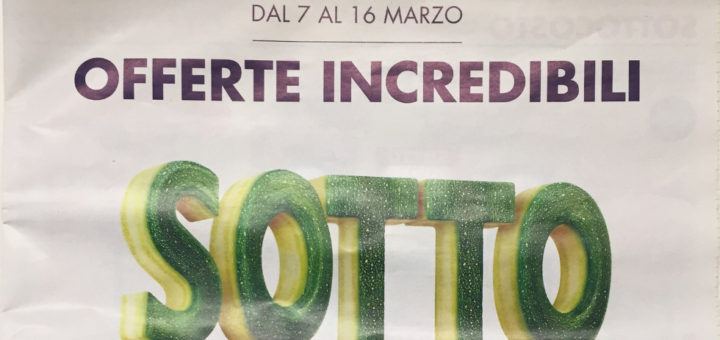 DAL 7 AL 16 MARZO
OFFERTE INCREDIBILI
SOTTO